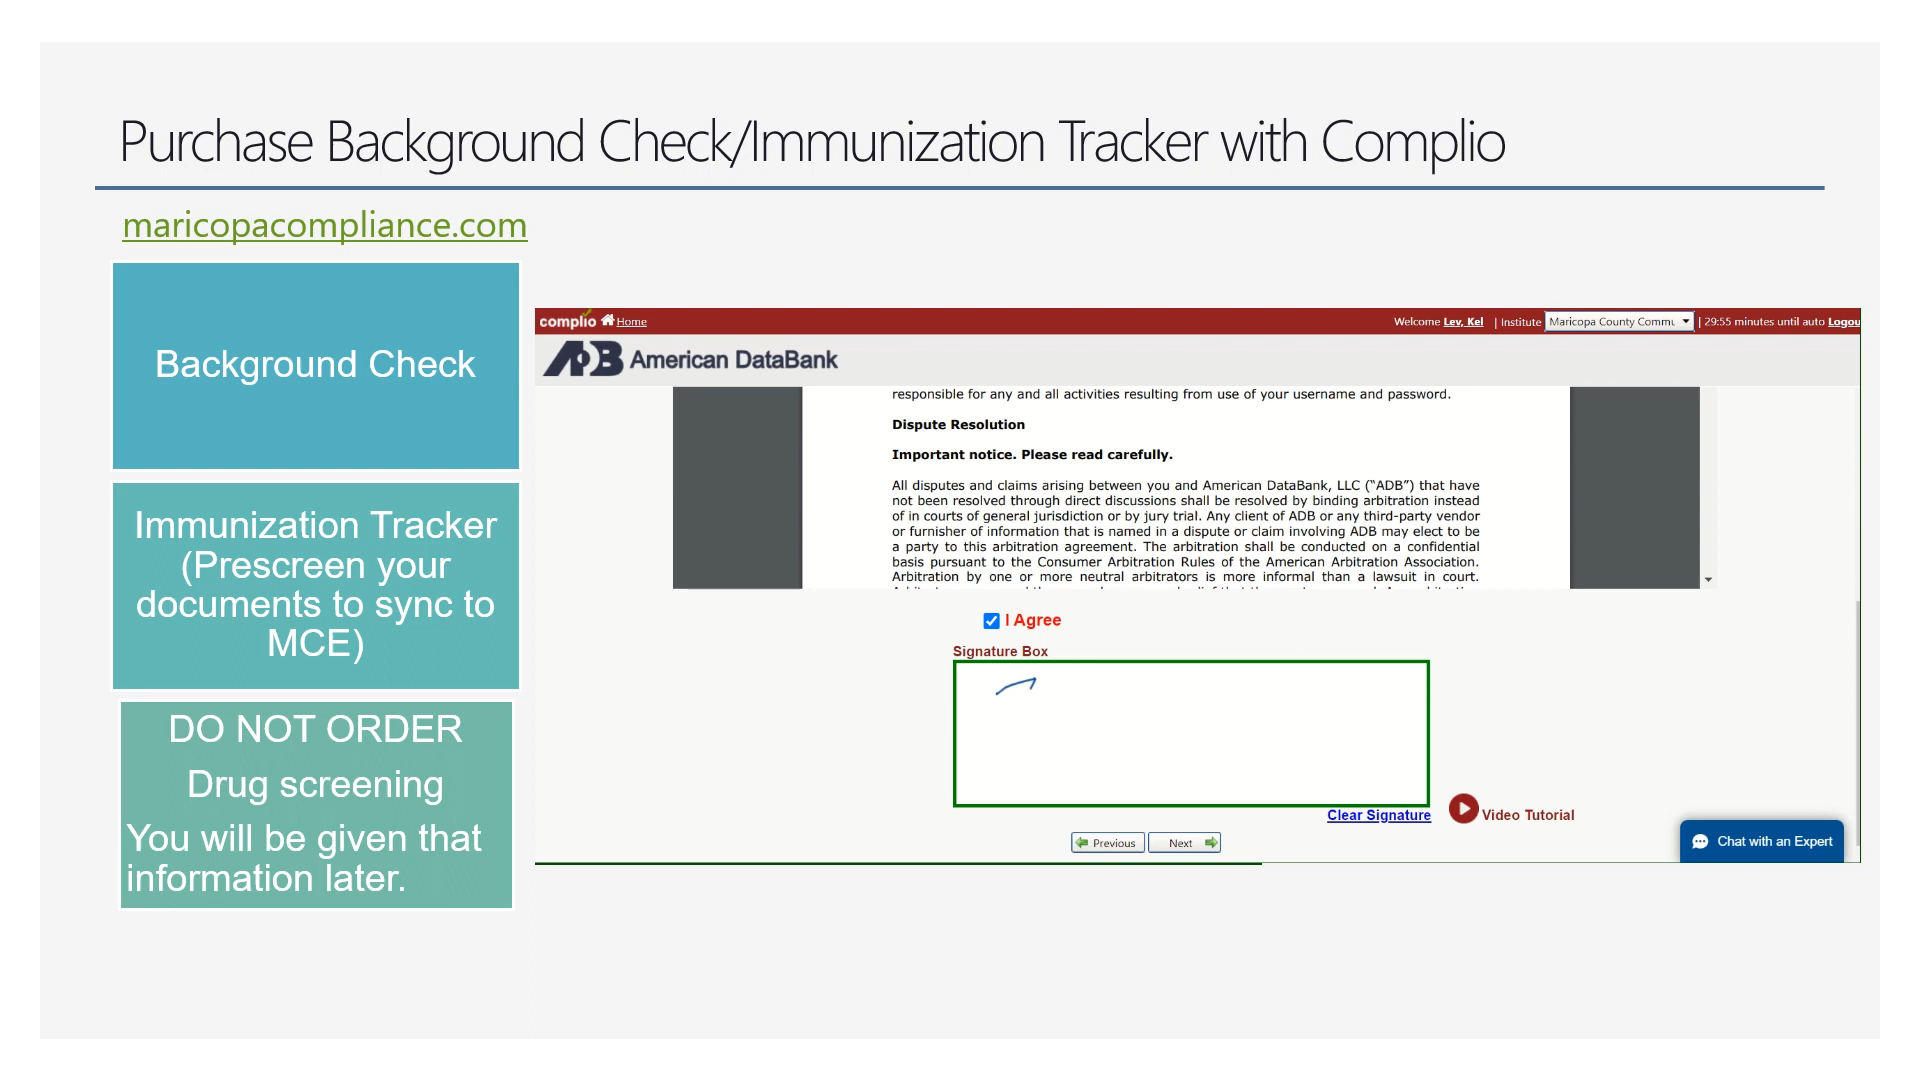 Purchase Background Check/Immunization Tracker with Complio
maricopacompliance.com
Background Check
Immunization Tracker
(Prescreen your
documents to sync to
MCE)
DO NOT ORDER
Drug screening
You will be given that
information later.
complio Home
Welcome Lev, Kel | Institute Maricopa County Commu | 29:55 minutes until auto Logou
ADB American DataBank
responsible for any and all activities resulting from use of your username and password.
Dispute Resolution
Important notice. Please read carefully.
All disputes and claims arising between you and American DataBank, LLC (“ADB”) that have
not been resolved through direct discussions shall be resolved by binding arbitration instead
of in courts of general jurisdiction or by jury trial. Any client of ADB or any third-party vendor
or furnisher of information that is named in a dispute or claim involving ADB may elect to be
a party to this arbitration agreement. The arbitration shall be conducted on a confidential
basis pursuant to the Consumer Arbitration Rules of the American Arbitration Association.
Arbitration by one or more neutral arbitrators is more informal than a lawsuit in court.
I Agree
Signature Box
Clear Signature
Video Tutorial
Previous
Next
Chat with an Expert